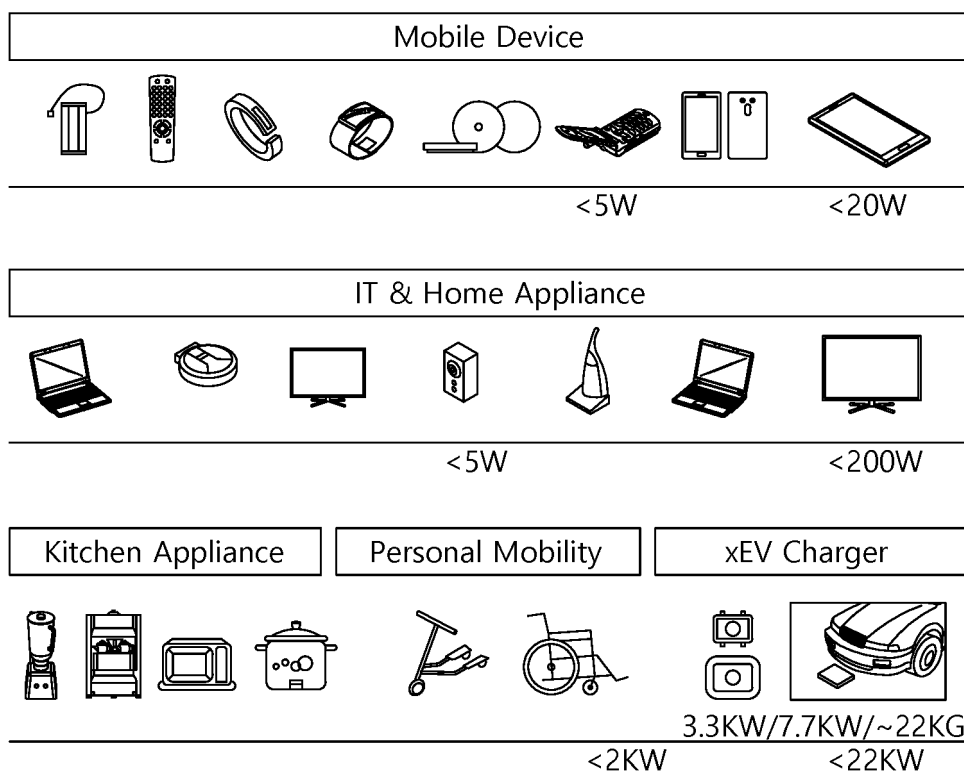 Mobile Device
<5W <20W
IT & Home Appliance
<5W <200W
Kitchen Appliance Personal Mobility xEV Charger
3.3KW/7.7KW/~22KG
<2KW <22KW